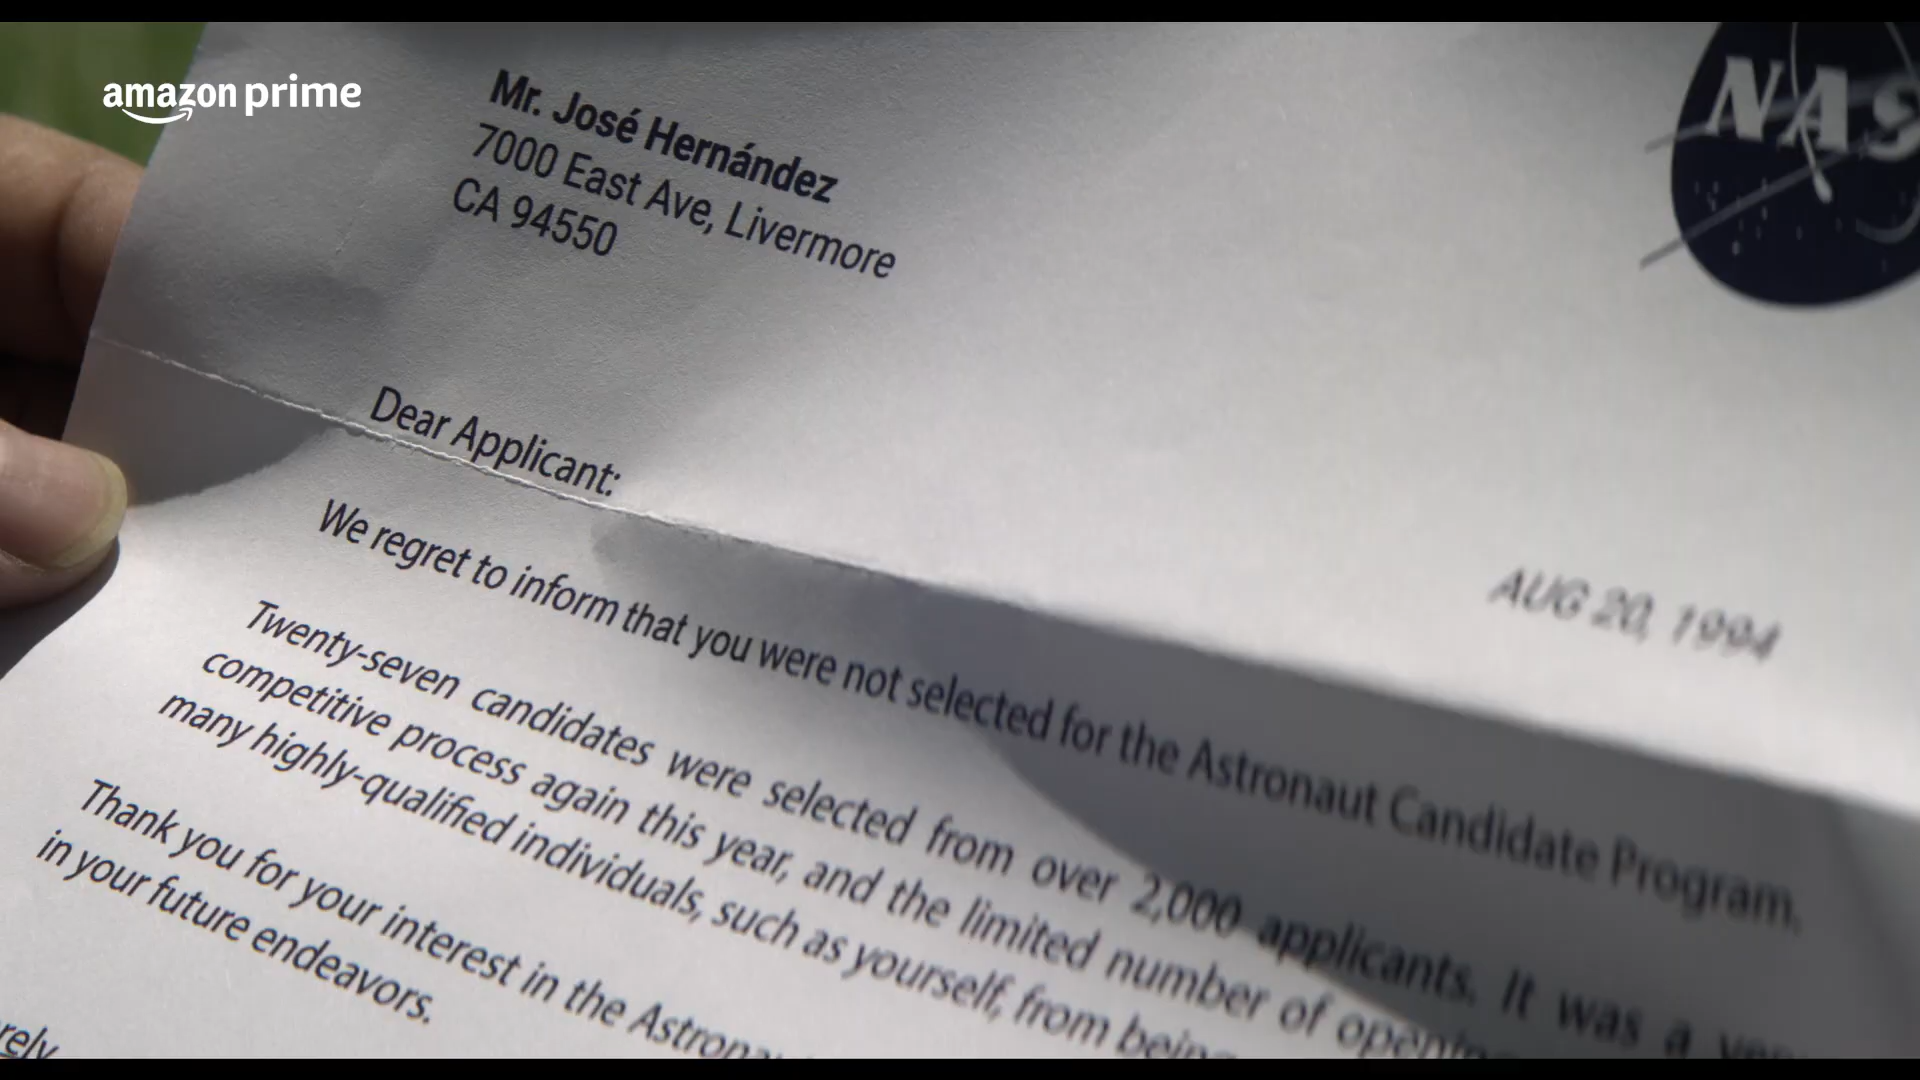 amazon prime
NAS
Mr. José Hernández
7000 East Ave, Livermore
CA 94550
AUG 20, 1994
Dear Applicant:
We regret to inform that you were not selected for the Astronaut Candidate Program.
Twenty-seven candidates were selected from over 2,000 applicants. It was a
competitive process again this year, and the limited number of
many highly-qualified individuals, such as yourself, from being
Thank you for your interest in the
in your future endeavors.